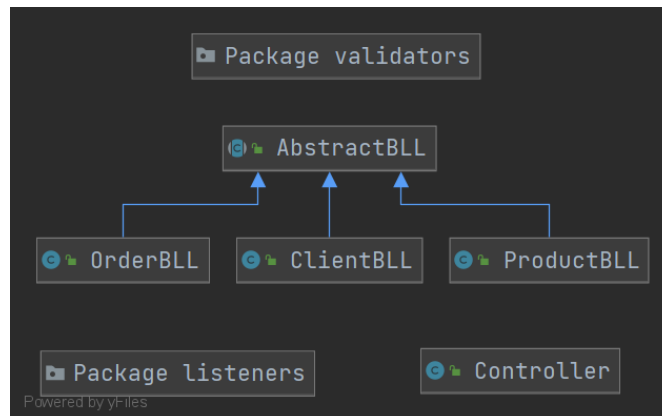 Package validators
AbstractBLL
OrderBLL
ClientBLL
ProductBLL
Package listeners
Controller
Powered by yFiles